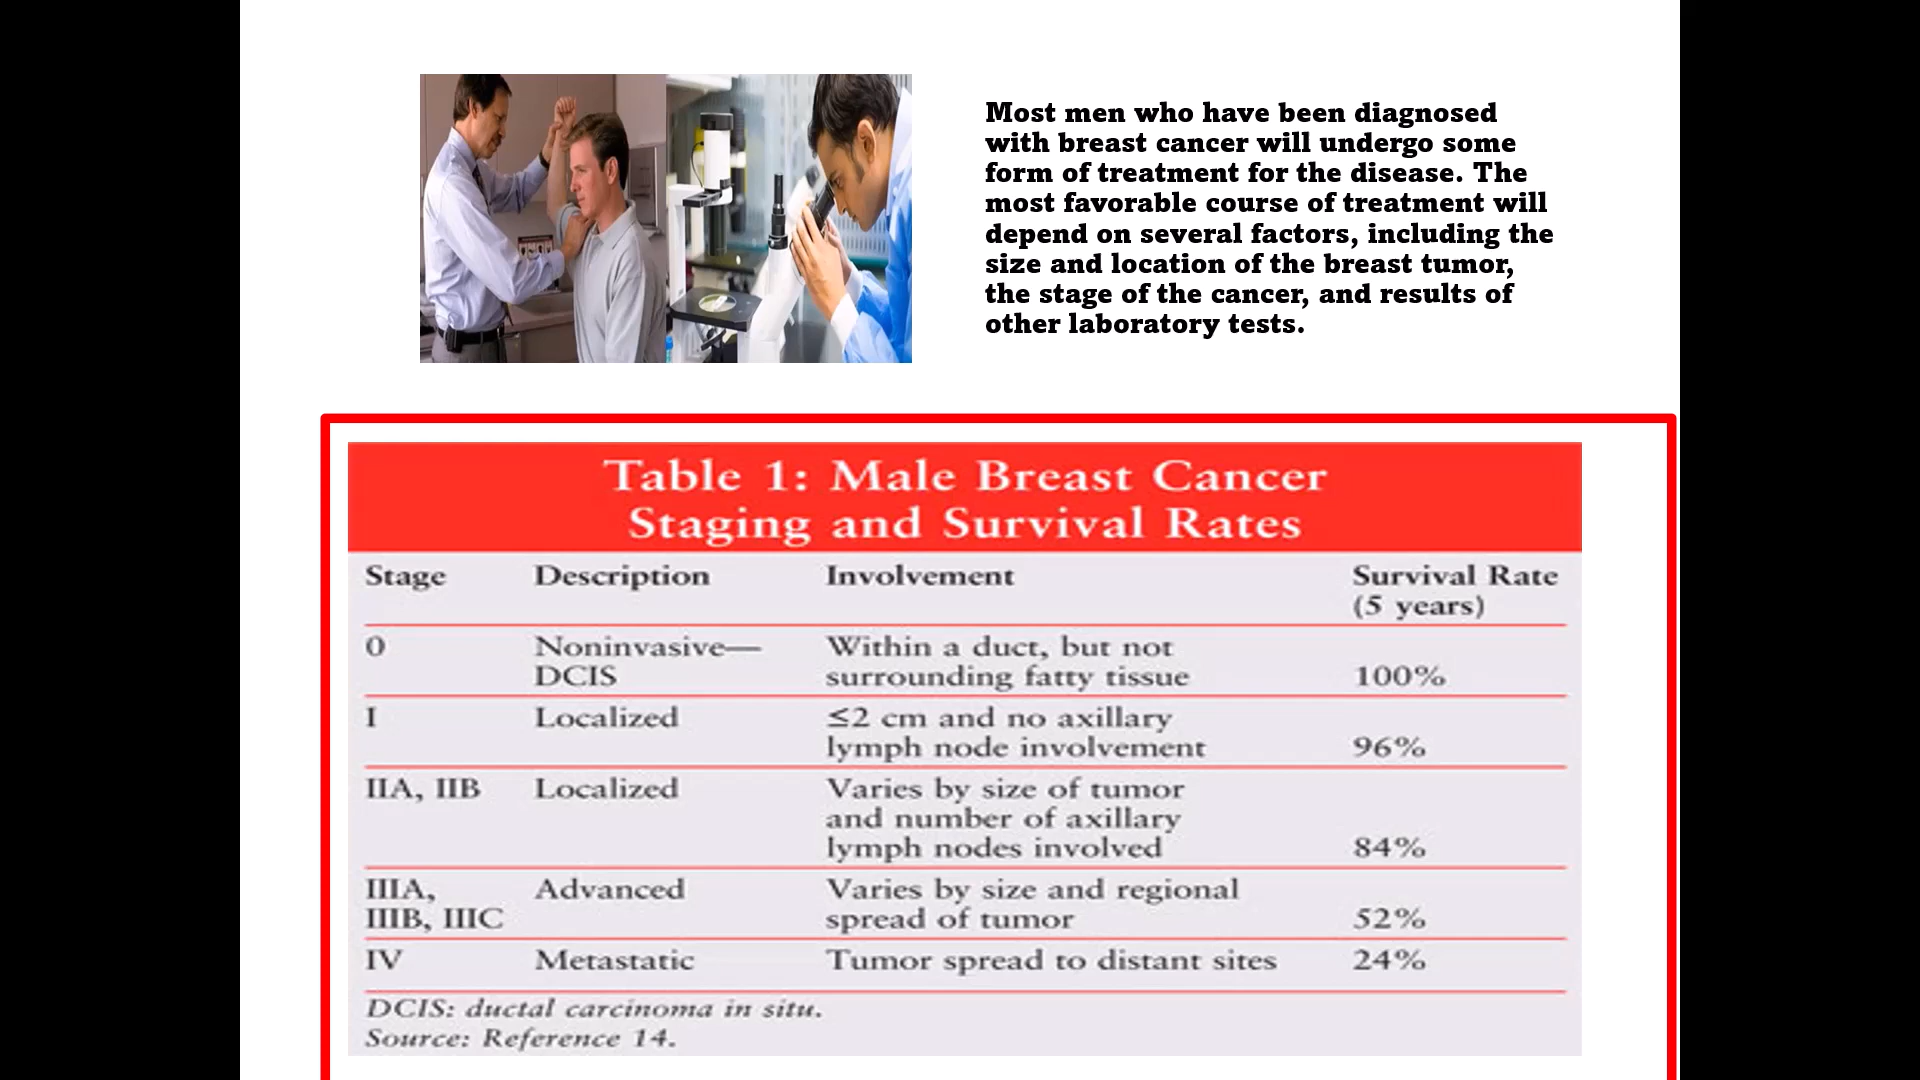 Most men who have been diagnosed
with breast cancer will undergo some
form of treatment for the disease. The
most favorable course of treatment will
depend on several factors, including the
size and location of the breast tumor,
the stage of the cancer, and results of
other laboratory tests.
Table 1: Male Breast Cancer
Staging and Survival Rates
Stage Description Involvement Survival Rate
(5 years)
0 Noninvasive— Within a duct, but not
DCIS surrounding fatty tissue 100%
I Localized ≤2 cm and no axillary
lymph node involvement 96%
IIA, IIB Localized Varies by size of tumor
and number of axillary
lymph nodes involved 84%
IIIA, Advanced Varies by size and regional
IIIB, IIIC spread of tumor 52%
IV Metastatic Tumor spread to distant sites 24%
DCIS: ductal carcinoma in situ.
Source: Reference 14.